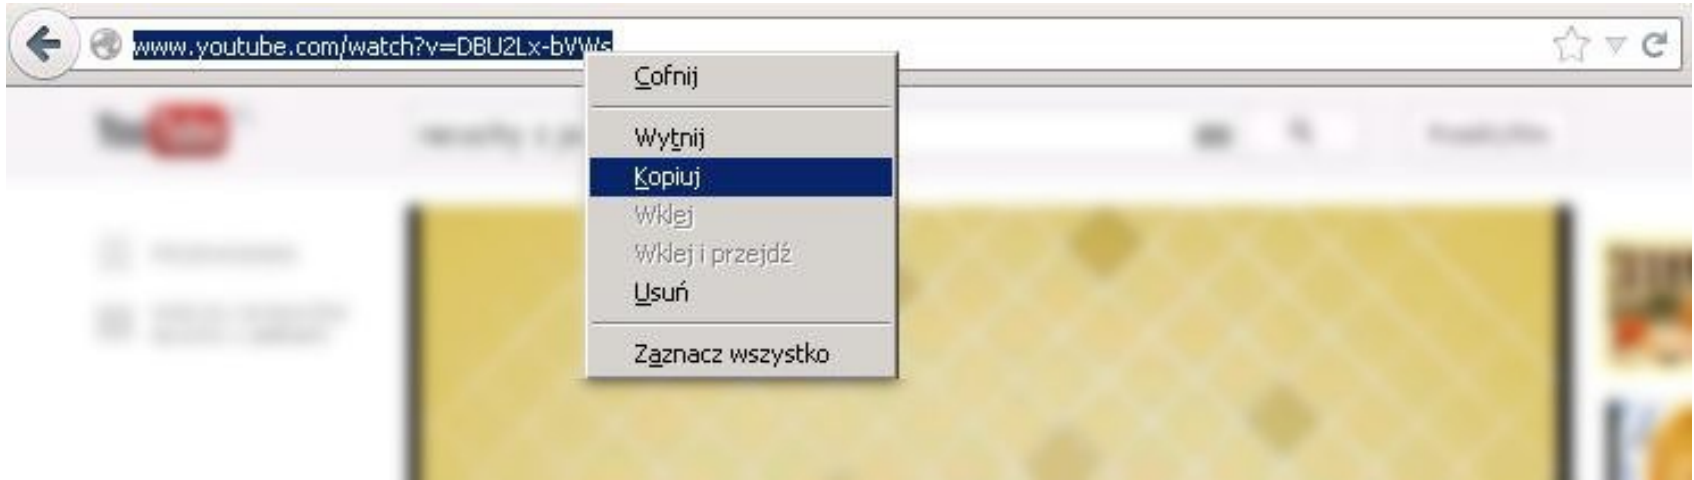 www.youtube.com/watch?v=DBU2Lx-bVWs
Cofnij
Wytnij
Kopiuj
Wklej
Wklej i przejdź
Usuń
Zaznacz wszystko